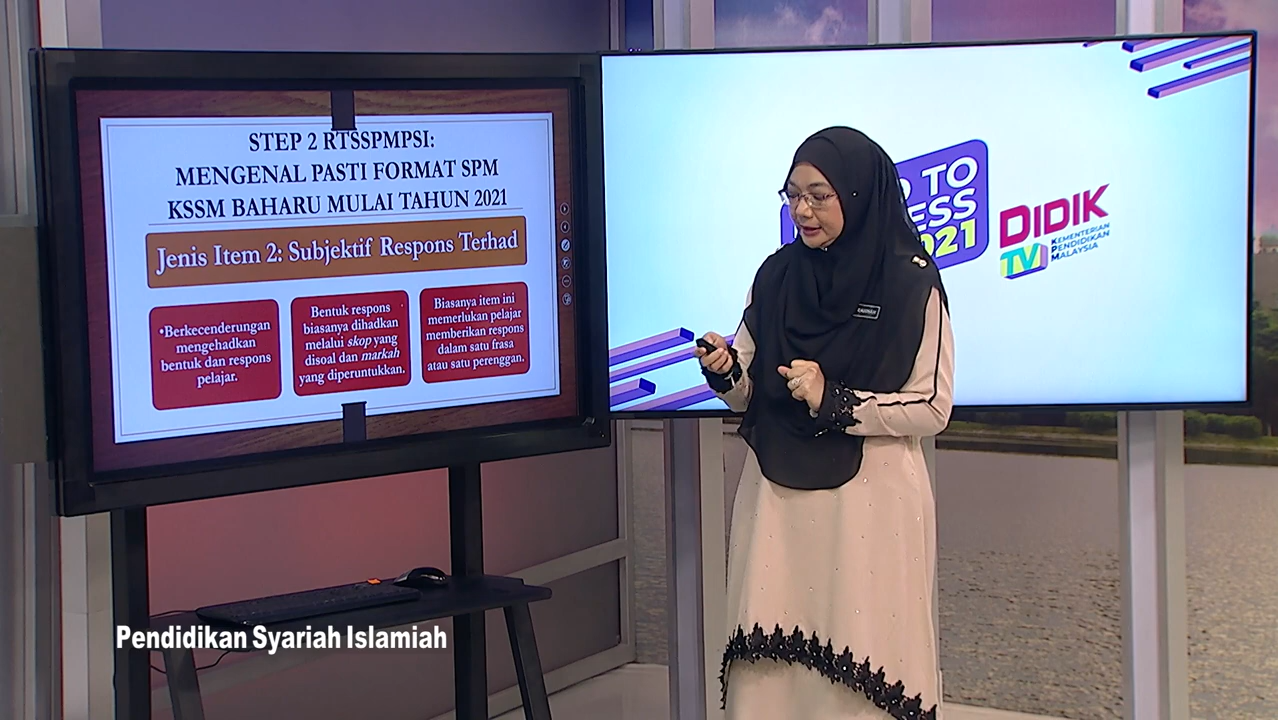 STEP 2 RTSSPMPSI:
MENGENAL PASTI FORMAT SPM
KSSM BAHARU MULAI TAHUN 2021
Jenis Item 2: Subjektif Respons Terhad
•Berkecenderungan
mengehadkan
bentuk dan respons
pelajar.
Bentuk respons
biasanya dihadkan
melalui skop yang
disoal dan markah
yang diperuntukkan.
Biasanya item ini
memerlukan pelajar
memberikan respons
dalam satu frasa
atau satu perenggan.
TO
ESS
2021
DIDIK
TV
KEMENTERIAN
PENDIDIKAN
MALAYSIA
Pendidikan Syariah Islamiah